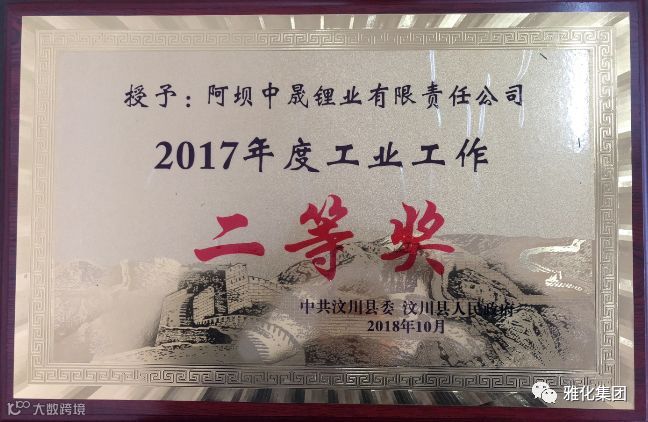 授予：阿坝中晟锂业有限责任公司
2017年度工业工作
二等奖
中共汶川县委 汶川县人民政府
2018年10月
雅化集团
大数跨境